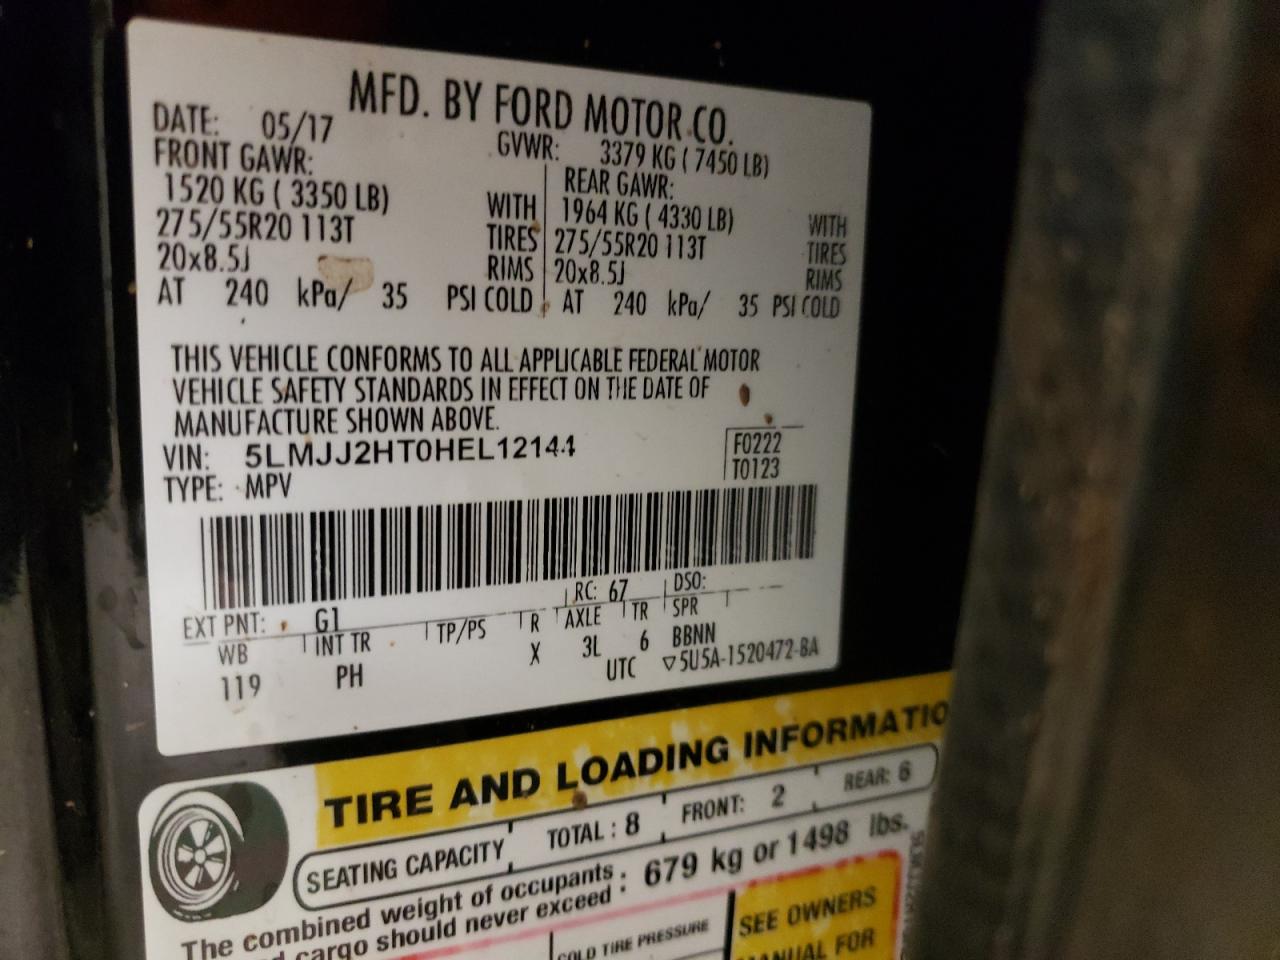 MFD. BY FORD MOTOR CO.
DATE: 05/17 GVWR: 3379 KG ( 7450 LB)
FRONT GAWR: REAR GAWR:
1520 KG ( 3350 LB) WITH 1964 KG ( 4330 LB) WITH
275/55R20 113T TIRES 275/55R20 113T TIRES
20x8.5J RIMS 20x8.5J RIMS
AT 240 kPa/ 35 PSI COLD AT 240 kPa/ 35 PSI COLD
THIS VEHICLE CONFORMS TO ALL APPLICABLE FEDERAL MOTOR
VEHICLE SAFETY STANDARDS IN EFFECT ON THE DATE OF
MANUFACTURE SHOWN ABOVE.
VIN: 5LMJJ2HT0HEL12144 F0222
TYPE: MPV T0123
EXT PNT: G1 RC: 67 DSO:
WB INT TR TP/PS R AXLE TR SPR
119 PH X 3L 6 BBNN
UTC ▽5U5A-1520472-BA
TIRE AND LOADING INFORMATIO
SEATING CAPACITY TOTAL : 8 FRONT: 2 REAR: 6
The combined weight of occupants : 679 kg or 1498 lbs.
cargo should never exceed
COLD TIRE PRESSURE SEE OWNERS
MANUAL FOR